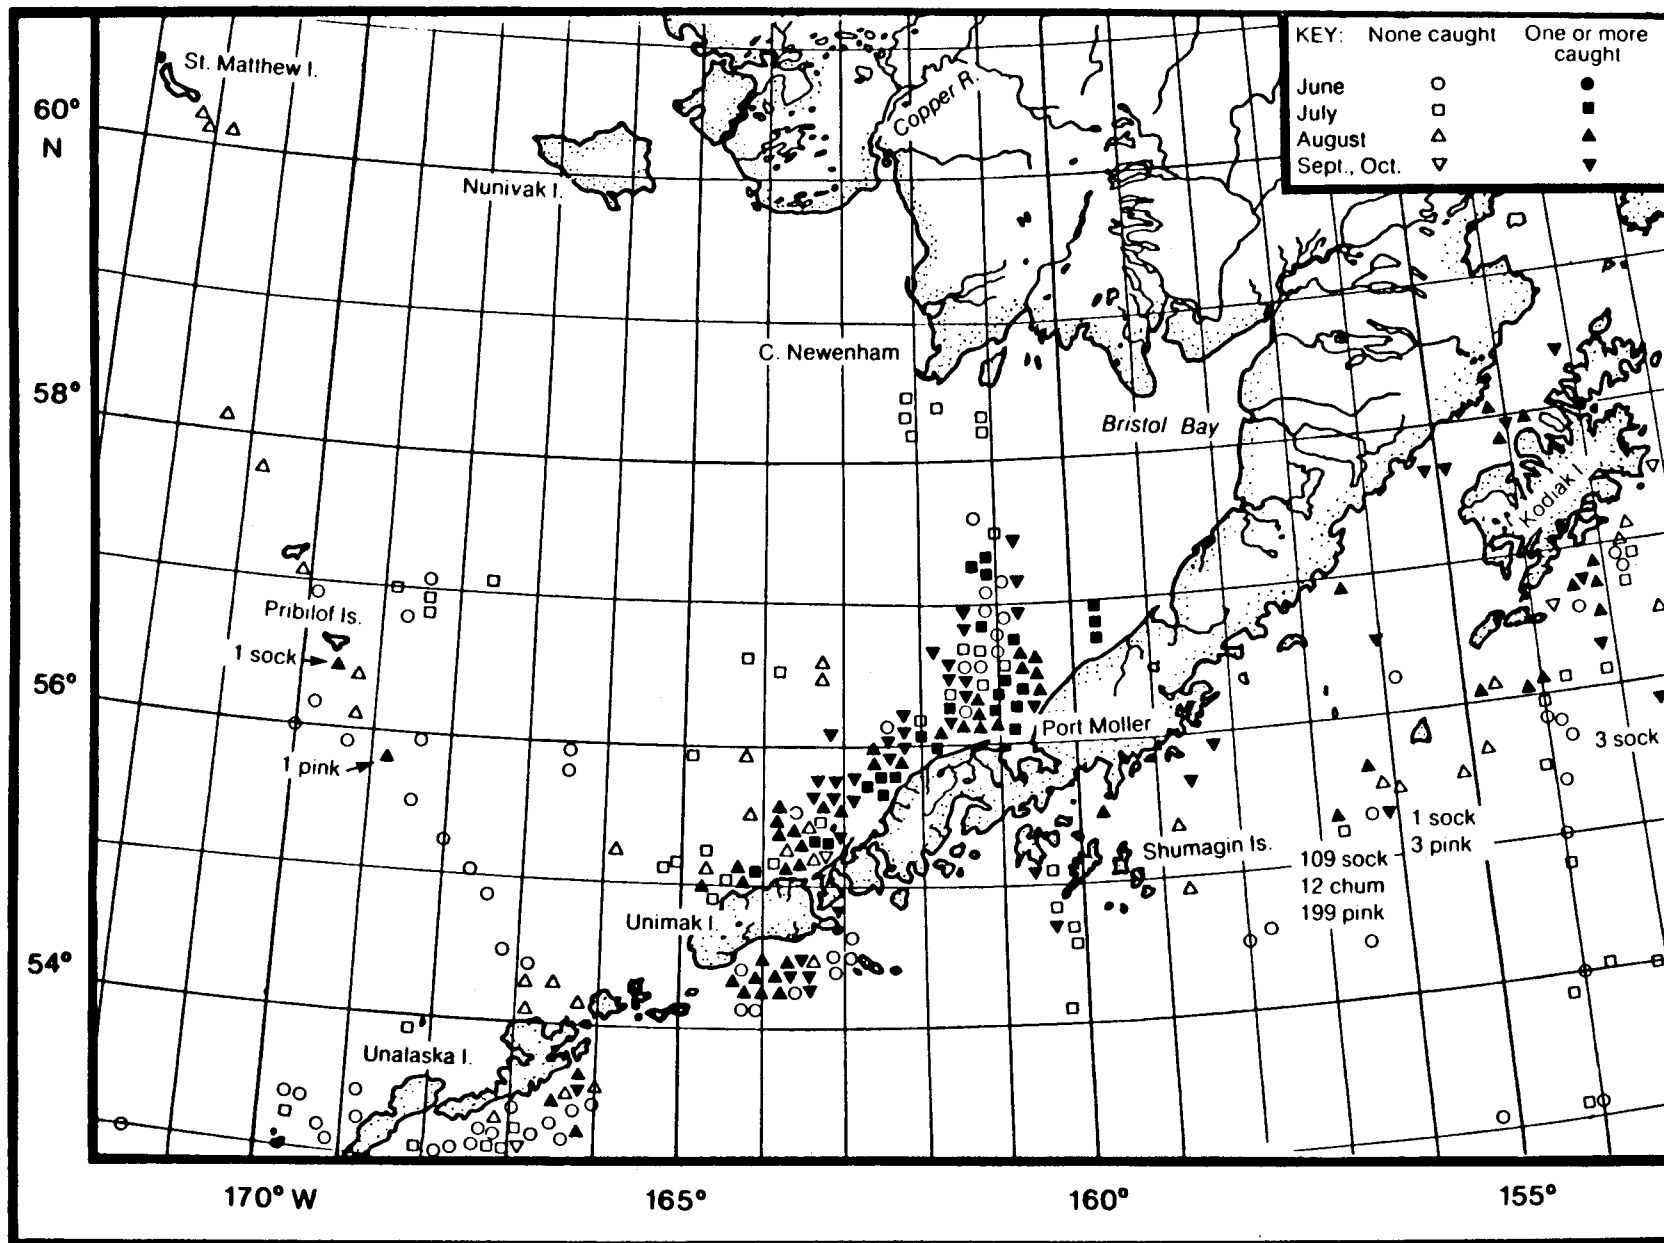 KEY: None caught One or more
caught
June
July
August
Sept., Oct.
60°
N
58°
56°
54°
St. Matthew I.
Nunivak I.
Copper R.
C. Newenham
Bristol Bay
Kodiak I.
Pribilof Is.
1 sock
1 pink
Port Moller
3 sock
1 sock
3 pink
Shumagin Is.
109 sock
12 chum
199 pink
Unimak I.
Unalaska I.
170° W 165° 160° 155°